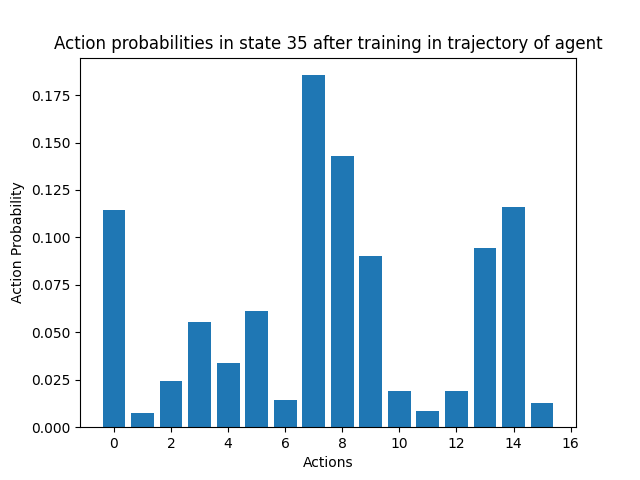 Action probabilities in state 35 after training in trajectory of agent
0.175
0.150
0.125
0.100
0.075
0.050
0.025
0.000
Action Probability
0 2 4 6 8 10 12 14 16
Actions